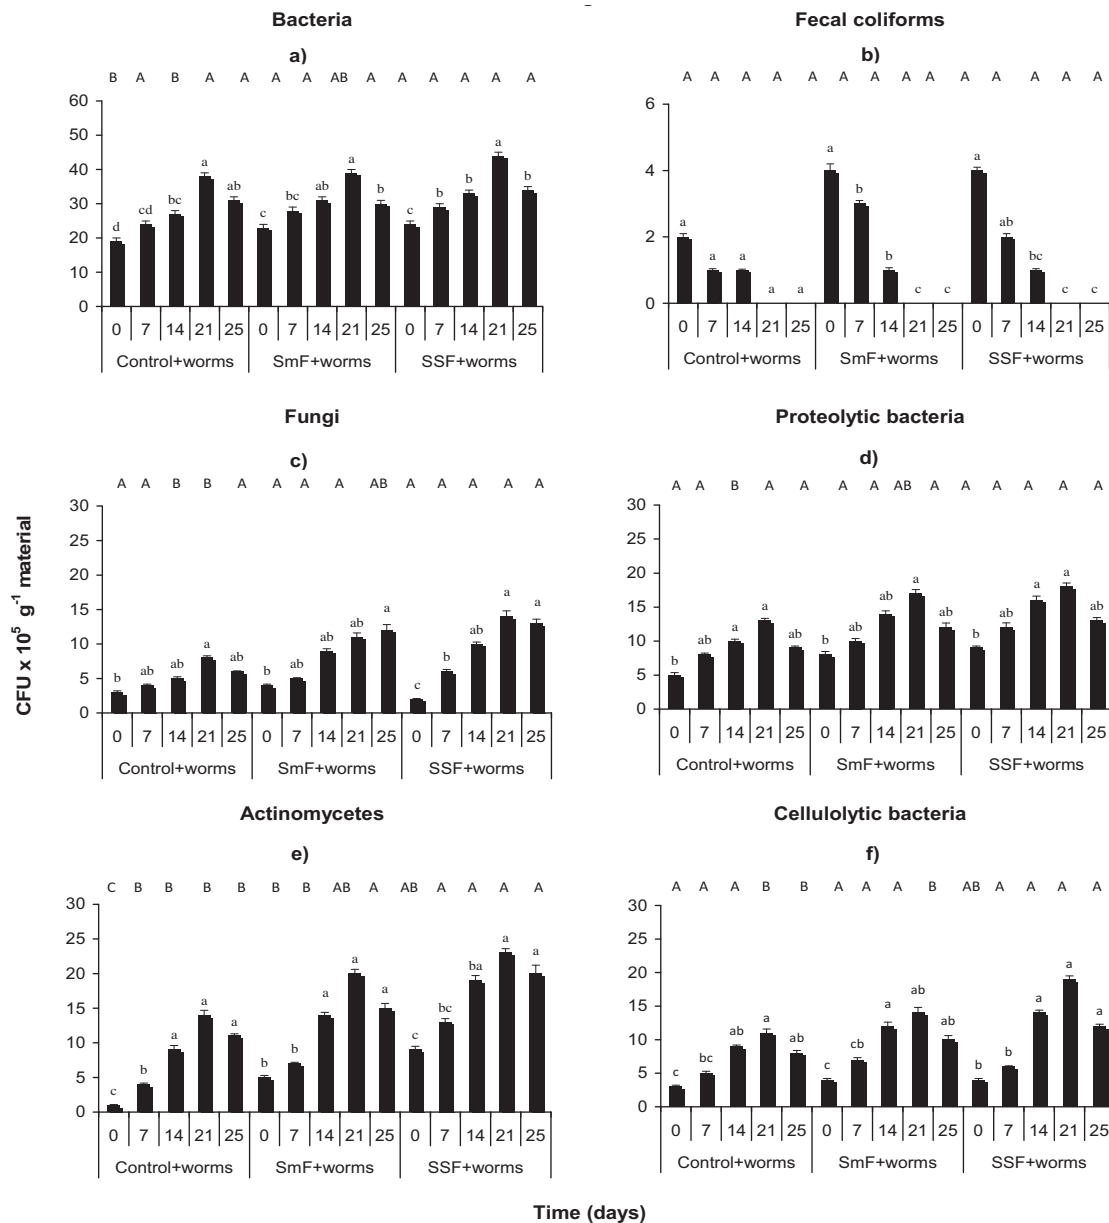 Bacteria
a)
B A B A A A A AB A A A A A A
60
50
40
30
20
10
0
d cd bc a ab c bc ab a b c b b a b
0 7 14 21 25 0 7 14 21 25 0 7 14 21 25
Control+worms SmF+worms SSF+worms
Fecal coliforms
b)
A A A A A A A A A A A A A A
6
4
2
0
a a a a a a b b c c a ab bc c c
0 7 14 21 25 0 7 14 21 25 0 7 14 21 25
Control+worms SmF+worms SSF+worms
CFU x 10⁵ g⁻¹ material
Fungi
c)
A A B B A A A A AB A A A A A
30
25
20
15
10
5
0
b ab ab a ab b b ab ab a c b ab a a
0 7 14 21 25 0 7 14 21 25 0 7 14 21 25
Control+worms SmF+worms SSF+worms
Proteolytic bacteria
d)
A A B A A A A AB A A A A A A
30
25
20
15
10
5
0
b ab ab a ab b ab ab a ab b ab a a ab
0 7 14 21 25 0 7 14 21 25 0 7 14 21 25
Control+worms SmF+worms SSF+worms
Actinomycetes
e)
C B B B B B B AB A AB A A A A
30
25
20
15
10
5
0
c b a a a b b a a a c bc ba a a
0 7 14 21 25 0 7 14 21 25 0 7 14 21 25
Control+worms SmF+worms SSF+worms
Cellulolytic bacteria
f)
A A A B B A A A B AB A A A A
30
25
20
15
10
5
0
c bc ab a ab c cb a ab ab b b a a a
0 7 14 21 25 0 7 14 21 25 0 7 14 21 25
Control+worms SmF+worms SSF+worms
Time (days)